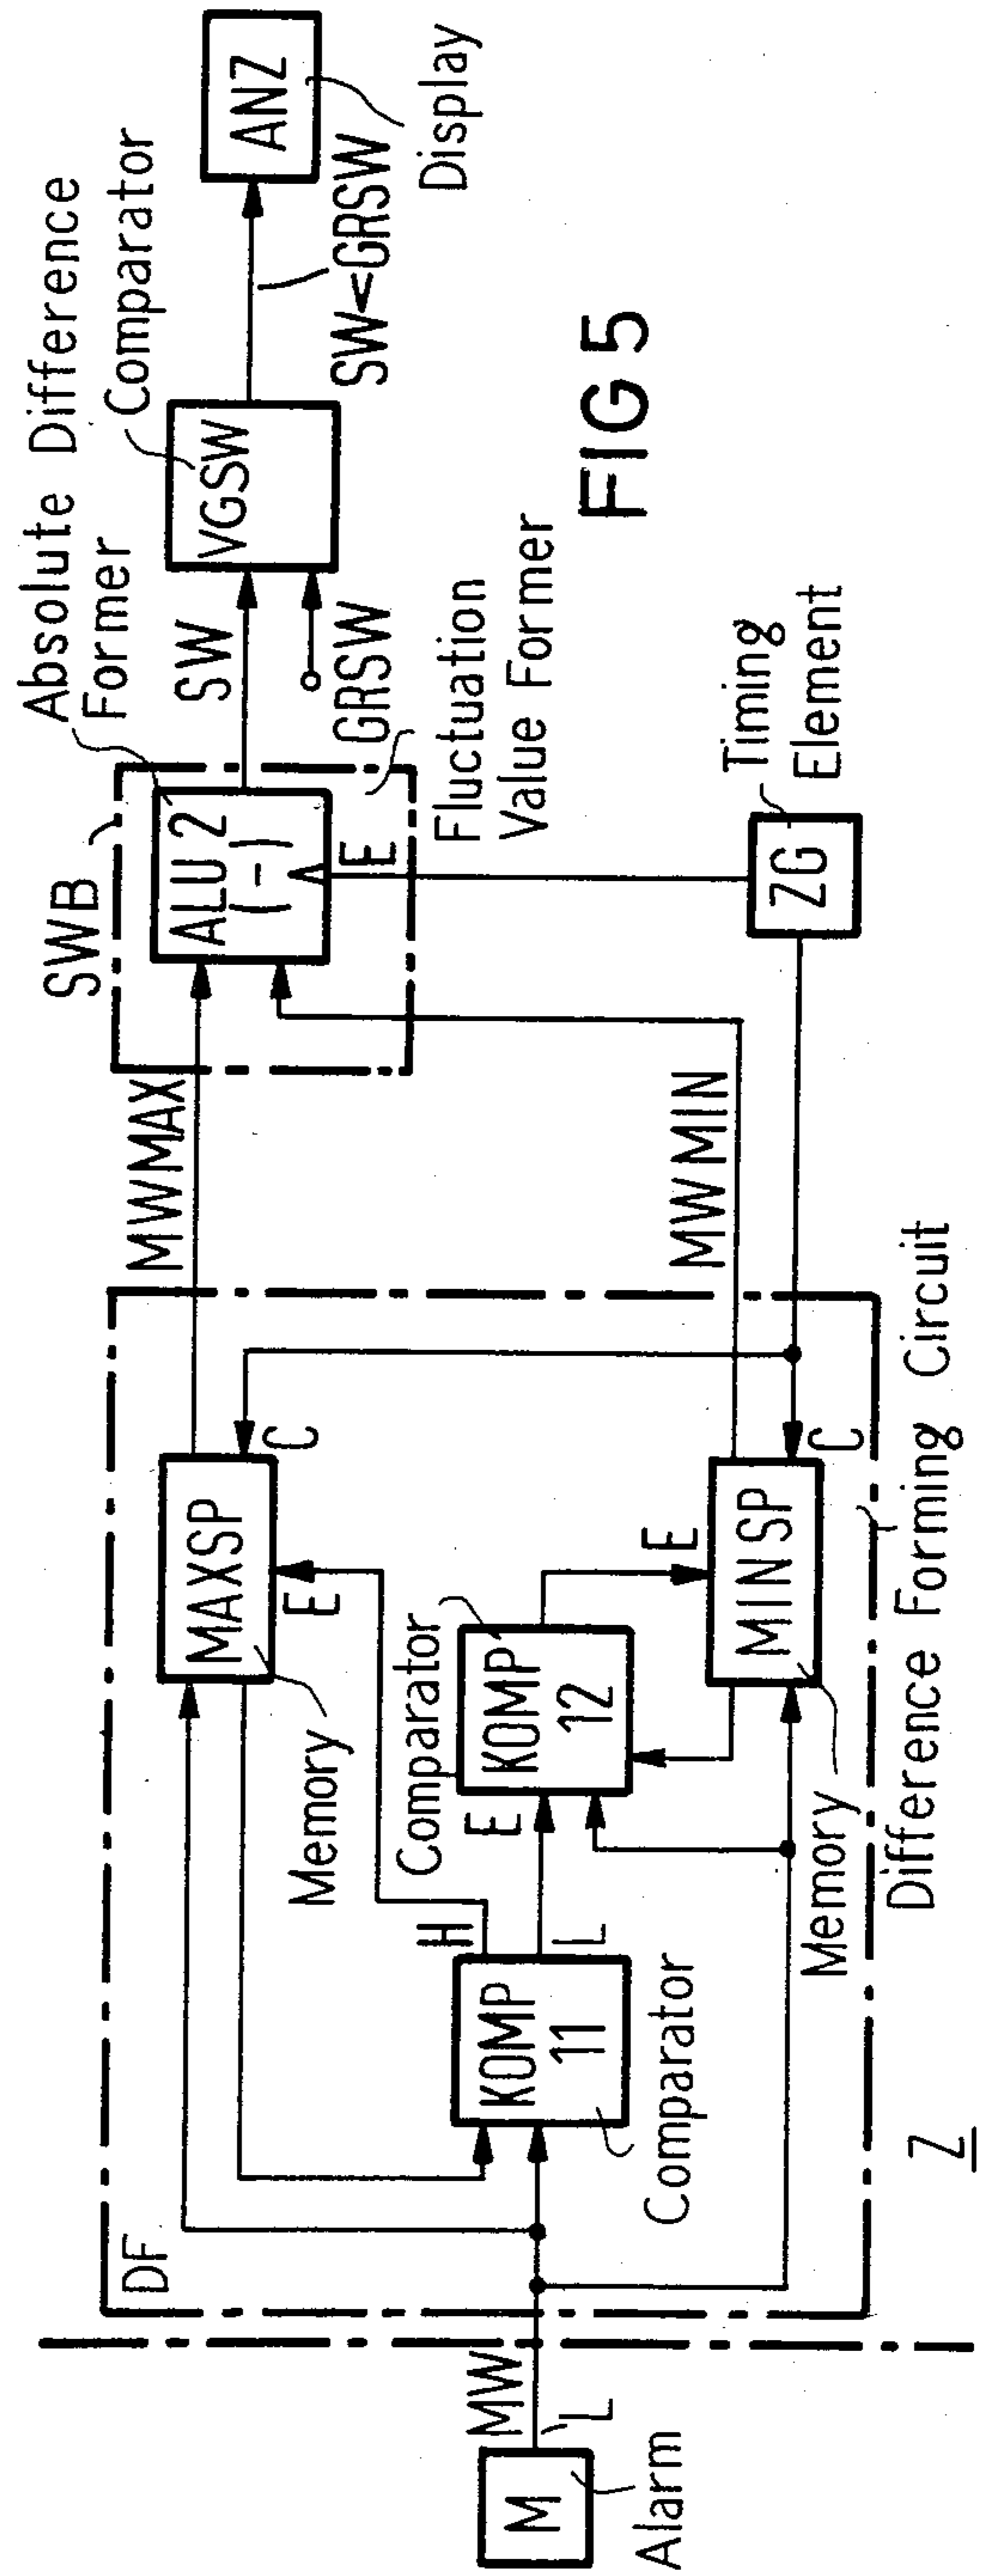 M
Alarm
MW
L
DF
KOMP
11
Comparator
H
L
E
KOMP
12
Comparator
MAXSP
Memory
E
C
MINSP
Memory
E
C
Difference Forming Circuit
Z
MWMAX
MWMIN
SWB
ALU 2
(-)
E
Absolute Difference
Former
Fluctuation
Value Former
ZG
Timing
Element
SW
GRSW
VGSW
Comparator
SW<GRSW
ANZ
Display
FIG 5